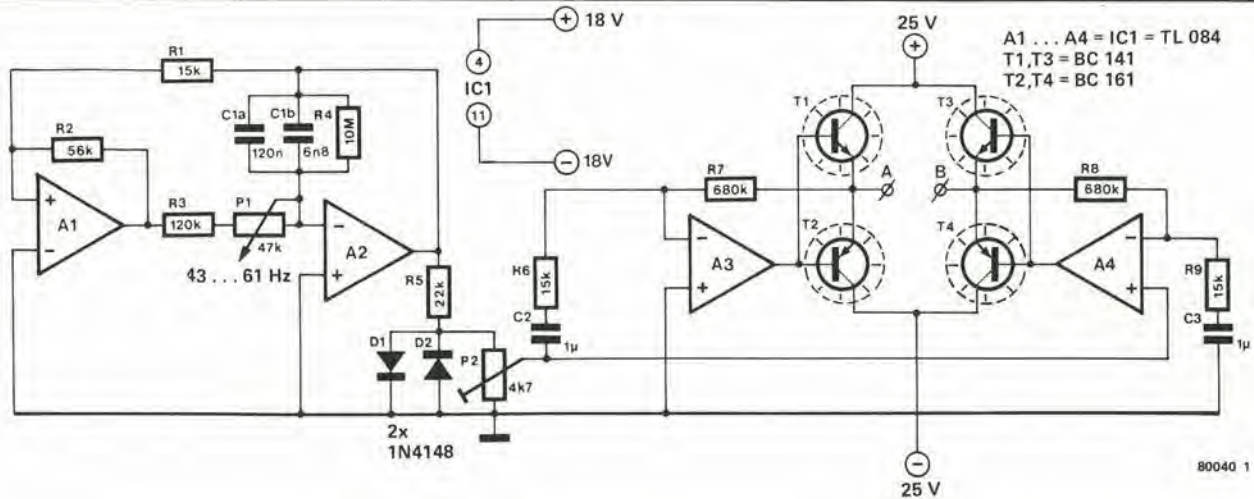 R1
15k
R2
56k
A1
+
−
R3
120k
P1
47k
43 ... 61 Hz
C1a
120n
C1b
6n8
R4
10M
A2
−
+
R5
22k
D1
D2
2x
1N4148
P2
4k7
+ 18 V
4
IC1
11
− 18V
R6
15k
C2
1µ
R7
680k
A3
−
+
25 V
+
T1
T2
A
B
T3
T4
−
25 V
R8
680k
A4
−
+
R9
15k
C3
1µ
A1 ... A4 = IC1 = TL 084
T1,T3 = BC 141
T2,T4 = BC 161
80040 1